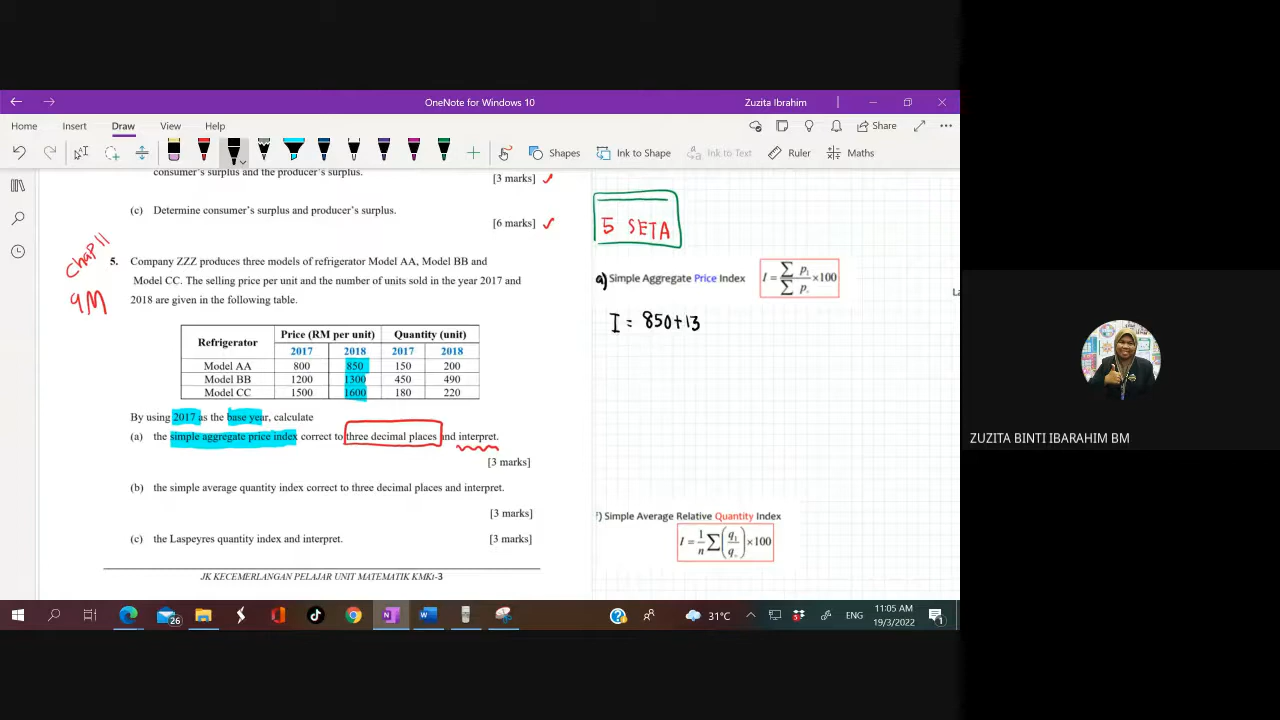 OneNote for Windows 10
Zuzita Ibrahim
Home Insert Draw View Help
Share
Shapes Ink to Shape Ink to Text Ruler Maths
consumer's surplus and the producer's surplus.
[3 marks]
(c) Determine consumer's surplus and producer's surplus.
[6 marks]
5 SETA
Chap 11
9M
5. Company ZZZ produces three models of refrigerator Model AA, Model BB and
Model CC. The selling price per unit and the number of units sold in the year 2017 and
2018 are given in the following table.
Refrigerator Price (RM per unit) Quantity (unit)
2017 2018 2017 2018
Model AA 800 850 150 200
Model BB 1200 1300 450 490
Model CC 1500 1600 180 220
By using 2017 as the base year, calculate
(a) the simple aggregate price index correct to three decimal places and interpret.
[3 marks]
(b) the simple average quantity index correct to three decimal places and interpret.
[3 marks]
(c) the Laspeyres quantity index and interpret. [3 marks]
JK KECEMERLANGAN PELAJAR UNIT MATEMATIK KMKt-3
a) Simple Aggregate Price Index I = ∑ p₁ / ∑ p₀ ×100
La
I = 850+13
) Simple Average Relative Quantity Index
I = 1/n ∑ (q₁/q₀) ×100
ZUZITA BINTI IBARAHIM BM
26
31°C
ENG
11:05 AM
19/3/2022